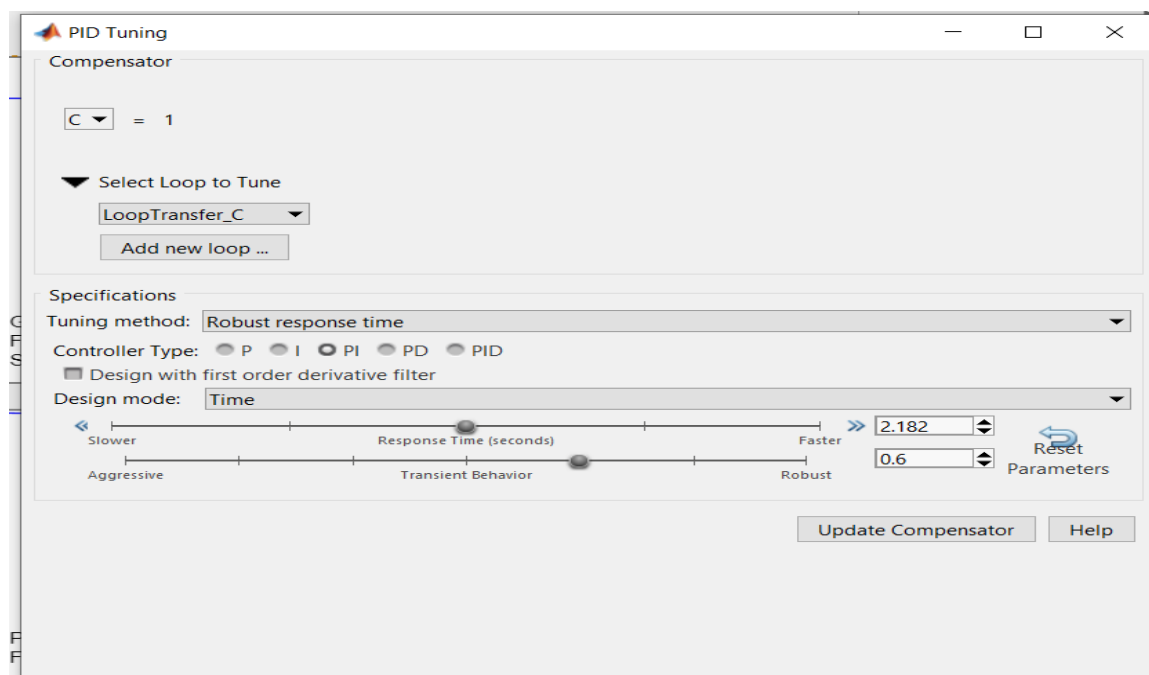 PID Tuning
Compensator
C = 1
Select Loop to Tune
LoopTransfer_C
Add new loop ...
Specifications
Tuning method: Robust response time
Controller Type: P I PI PD PID
Design with first order derivative filter
Design mode: Time
2.182
Slower Response Time (seconds) Faster
0.6
Aggressive Transient Behavior Robust
Reset
Parameters
Update Compensator Help
G
F
S
F
F